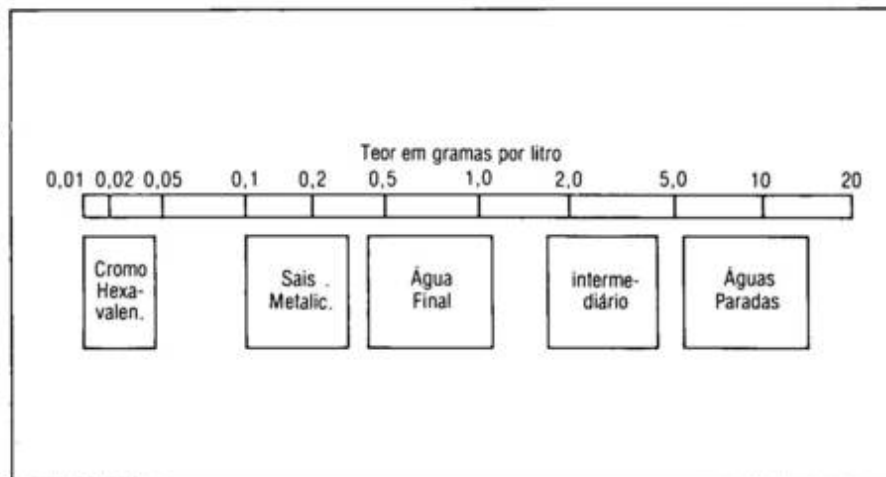 Teor em gramas por litro
0,01 0,02 0,05 0,1 0,2 0,5 1,0 2,0 5,0 10 20
Cromo
Hexa-
valen.
Sais .
Metalic.
Água
Final
interme-
diário
Águas
Paradas